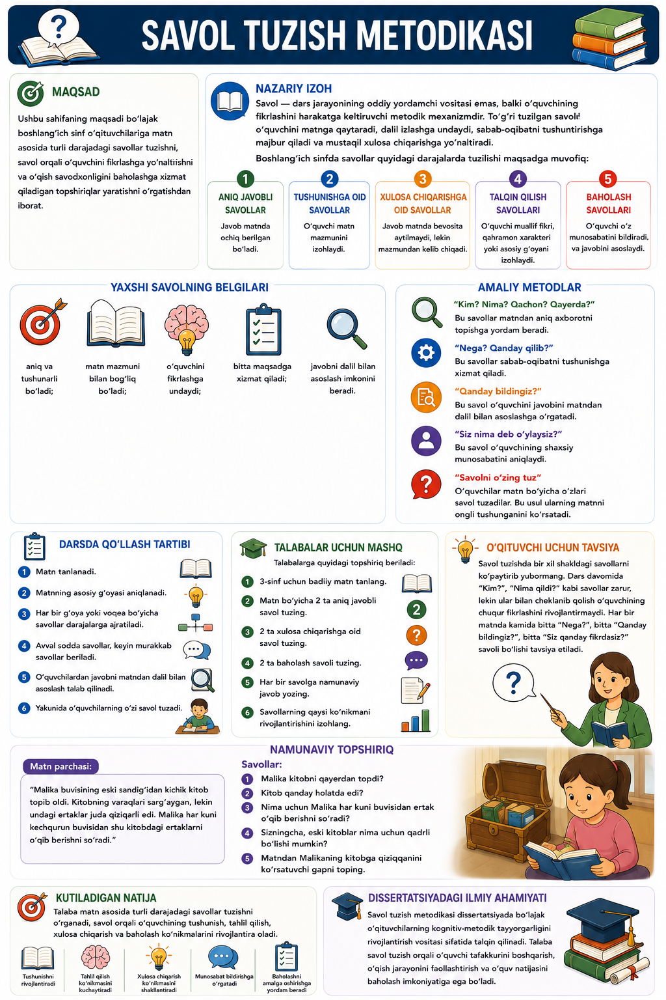 ?
SAVOL TUZISH METODIKASI
MAQSAD
Ushbu sahifaning maqsadi bo‘lajak
boshlang‘ich sinf o‘qituvchilariga matn
asosida turli darajadagi savollar tuzishni,
savol orqali o‘quvchini fikrlashga yo‘naltirishni
va o‘qish savodxonligini baholashga xizmat
qiladigan topshiriqlar yaratishni o‘rgatishdan
iborat.
NAZARIY IZOH
Savol — dars jarayonining oddiy yordamchi vositasi emas, balki o‘quvchining
fikrlashini harakatga keltiruvchi metodik mexanizmdir. To‘g‘ri tuzilgan savol
o‘quvchini matnga qaytaradi, dalil izlashga undaydi, sabab-oqibatni tushuntirishga
majbur qiladi va mustaqil xulosa chiqarishga yo‘naltiradi.
Boshlang‘ich sinfda savollar quyidagi darajalarda tuzilishi maqsadga muvofiq:
1
ANIQ JAVOBLI
SAVOLLAR
Javob matnda
ochiq berilgan
bo‘ladi.
2
TUSHUNISHGA OID
SAVOLLAR
O‘quvchi matn
mazmunini
izohlaydi.
3
XULOSA CHIQARISHGA
OID SAVOLLAR
Javob matnda bevosita
aytilmaydi, lekin
mazmundan kelib chiqadi.
4
TALQIN QILISH
SAVOLLARI
O‘quvchi muallif fikri,
qahramon xarakteri
yoki asosiy g‘oyani
izohlaydi.
5
BAHOLASH
SAVOLLARI
O‘quvchi o‘z
munosabatini bildiradi,
va javobini asoslaydi.
YAXSHI SAVOLNING BELGILARI
aniq va
tushunarli
bo‘ladi;
matn mazmuni
bilan bog‘liq
bo‘ladi;
o‘quvchini
fikrlashga
undaydi;
bitta maqsadga
xizmat qiladi;
javobni dalil bilan
asoslash imkonini
beradi.
AMALIY METODLAR
“Kim? Nima? Qachon? Qayerda?”
Bu savollar matndan aniq axborotni
topishga yordam beradi.
“Nega? Qanday qilib?”
Bu savollar sabab-oqibatni tushunishga
xizmat qiladi.
“Qanday bildingiz?”
Bu savol o‘quvchini javobini matndan
dalil bilan asoslashga o‘rgatadi.
“Siz nima deb o‘ylaysiz?”
Bu savol o‘quvchining shaxsiy
munosabatini aniqlaydi.
?
“Savolni o‘zing tuz”
O‘quvchilar matn bo‘yicha o‘zlari
savol tuzadilar. Bu usul ularning matnni
ongli tushunganini ko‘rsatadi.
DARSDA QO‘LLASH TARTIBI
1 Matn tanlanadi.
2 Matnning asosiy g‘oyasi aniqlanadi.
3 Har bir g‘oya yoki voqea bo‘yicha
savollar darajalarga ajratiladi.
4 Avval sodda savollar, keyin murakkab
savollar beriladi.
5 O‘quvchilardan javobni matndan dalil bilan
asoslash talab qilinadi.
6 Yakunida o‘quvchilarning o‘zi savol tuzadi.
TALABALAR UCHUN MASHQ
Talabalarga quyidagi topshiriq beriladi:
1 3-sinf uchun badiiy matn tanlang.
2 Matn bo‘yicha 2 ta aniq javobli
savol tuzing.
2
3 2 ta xulosa chiqarishga oid
savol tuzing.
?
4 2 ta baholash savoli tuzing.
5 Har bir savolga namunaviy
javob yozing.
6 Savollarning qaysi ko‘nikmani
rivojlantirishini izohlang.
O‘QITUVCHI UCHUN TAVSIYA
Savol tuzishda bir xil shakldagi savollarni
ko‘paytirib yubormang. Dars davomida
“Kim?”, “Nima qildi?” kabi savollar zarur,
lekin ular bilan cheklanib qolish o‘quvchining
chuqur fikrlashini rivojlantirmaydi. Har bir
matnda kamida bitta “Nega?”, bitta “Qanday
bildingiz?”, bitta “Siz qanday fikrdasiz?”
savoli bo‘lishi tavsiya etiladi.
?
NAMUNAVIY TOPSHIRIQ
Matn parchasi:
“Malika buvisining eski sandig‘idan kichik kitob
topib oldi. Kitobning varaqlari sarg‘aygan, lekin
undagi ertaklar juda qiziqarli edi. Malika har kuni
kechqurun buvisidan shu kitobdagi ertaklarni
o‘qib berishni so‘radi.”
Savollar:
1 Malika kitobni qayerdan topdi?
2 Kitob qanday holatda edi?
3 Nima uchun Malika har kuni buvisidan ertak
o‘qib berishni so‘radi?
4 Sizningcha, eski kitoblar nima uchun qadrli
bo‘lishi mumkin?
5 Matndan Malikaning kitobga qiziqqanini
ko‘rsatuvchi gapni toping.
KUTILADIGAN NATIJA
Talaba matn asosida turli darajadagi savollar tuzishni
o‘rganadi, savol orqali o‘quvchining tushunish, tahlil qilish,
xulosa chiqarish va baholash ko‘nikmalarini rivojlantira oladi.
Tushunishni
rivojlantiradi
Tahlil qilish
ko‘nikmasini
kuchaytiradi
Xulosa chiqarish
ko‘nikmasini
shakllantiradi
Munosabat bildirishga
o‘rgatadi
Baholashni
amalga oshirishga
yordam beradi
DISSERTATSIYADAGI ILMIY AHAMIYATI
Savol tuzish metodikasi dissertatsiyada bo‘lajak
o‘qituvchilarning kognitiv-metodik tayyorgarligini
rivojlantirish vositasi sifatida talqin qilinadi. Talaba
savol tuzish orqali o‘quvchi tafakkurini boshqarish,
o‘qish jarayonini faollashtirish va o‘quv natijasini
baholash imkoniyatiga ega bo‘ladi.